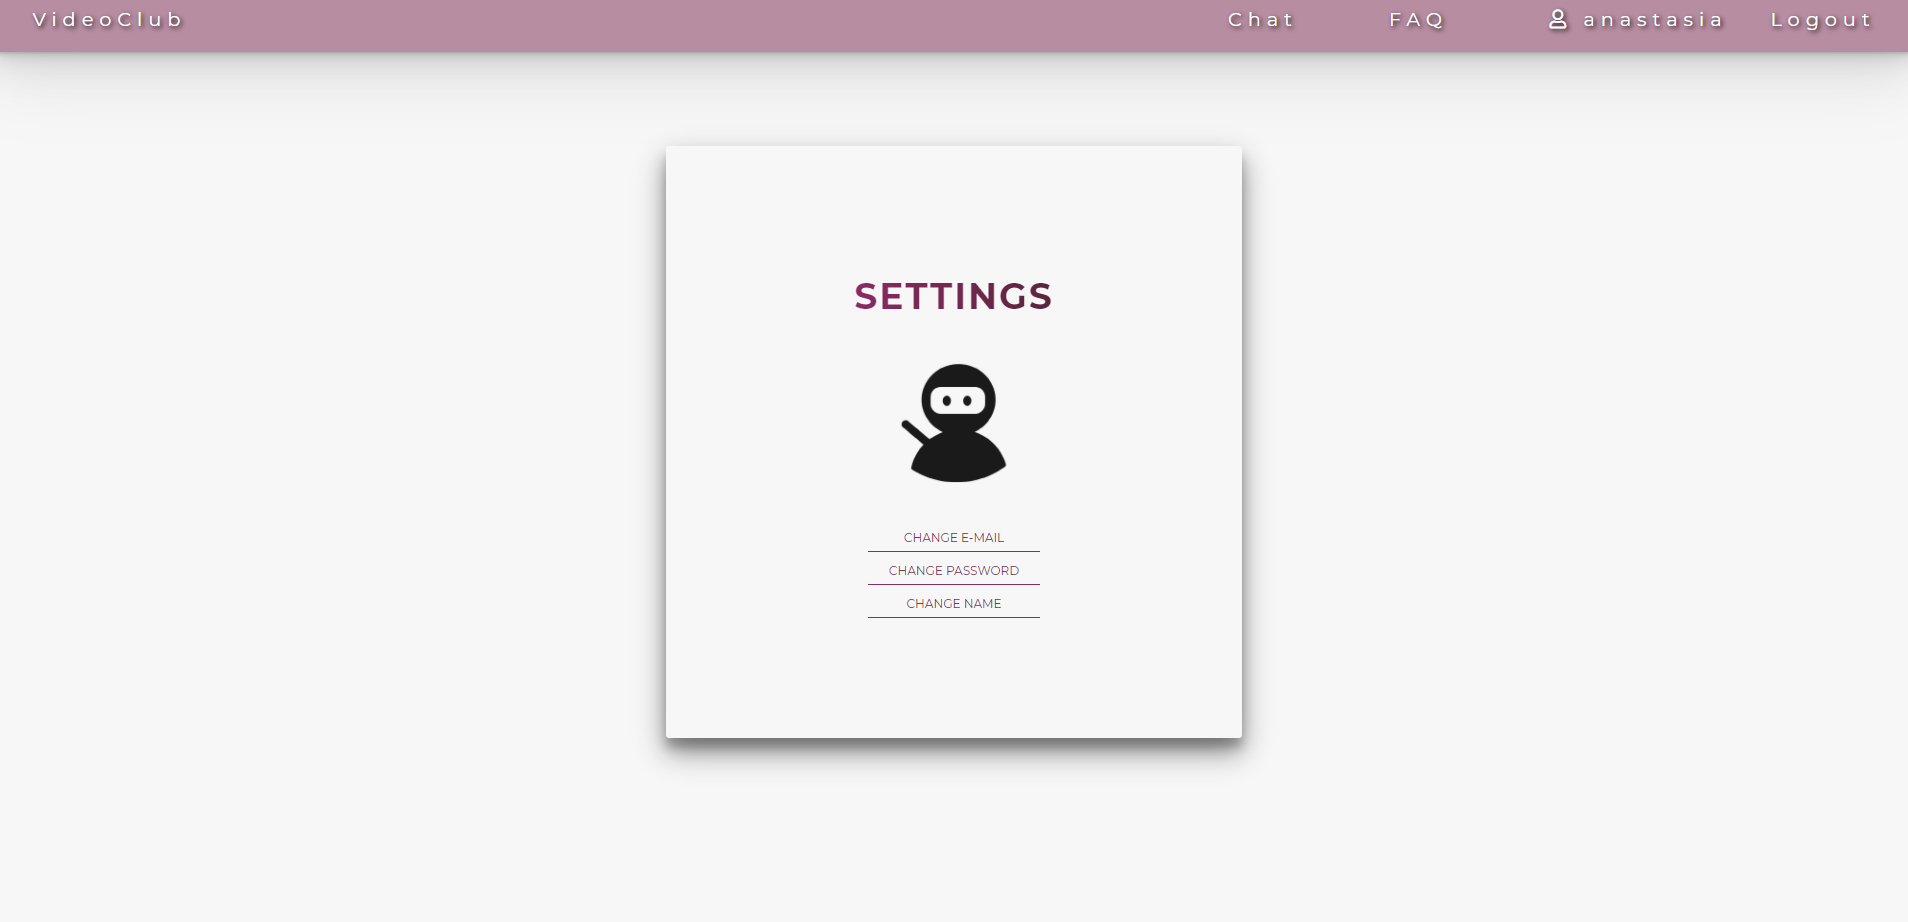 VideoClub Chat FAQ anastasia Logout
SETTINGS
CHANGE E-MAIL
CHANGE PASSWORD
CHANGE NAME